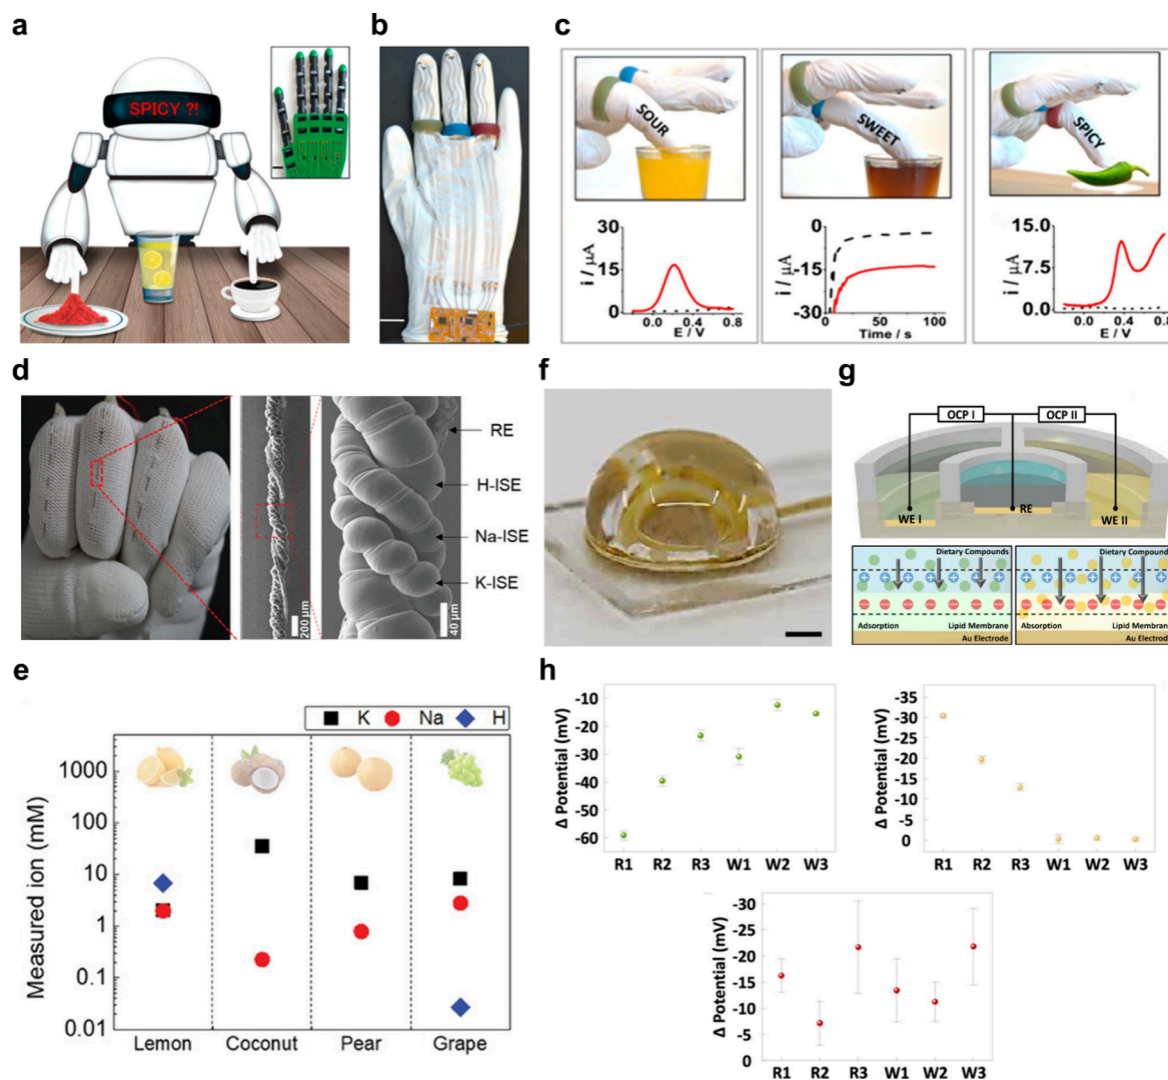 a
b
c
SPICY ?!
SOUR
SWEET
SPICY
30
15
0
i / µA
0.0 0.4 0.8
E / V
-0
-15
-30
i / µA
50 100
Time / s
15.0
7.5
0.0
i / µA
0.0 0.4 0.8
E / V
d
RE
H-ISE
Na-ISE
K-ISE
200 µm
40 µm
f
g
OCP I
OCP II
WE I
RE
WE II
Dietary Compounds
Adsorption
Lipid Membrane
Au Electrode
Dietary Compounds
Absorption
Lipid Membrane
Au Electrode
e
K Na H
Measured ion (mM)
1000
100
10
1
0.1
0.01
Lemon Coconut Pear Grape
h
Δ Potential (mV)
-10
-20
-30
-40
-50
-60
R1 R2 R3 W1 W2 W3
Δ Potential (mV)
-35
-30
-20
-10
-5
0
R1 R2 R3 W1 W2 W3
Δ Potential (mV)
-30
-20
-15
-10
-5
0
R1 R2 R3 W1 W2 W3